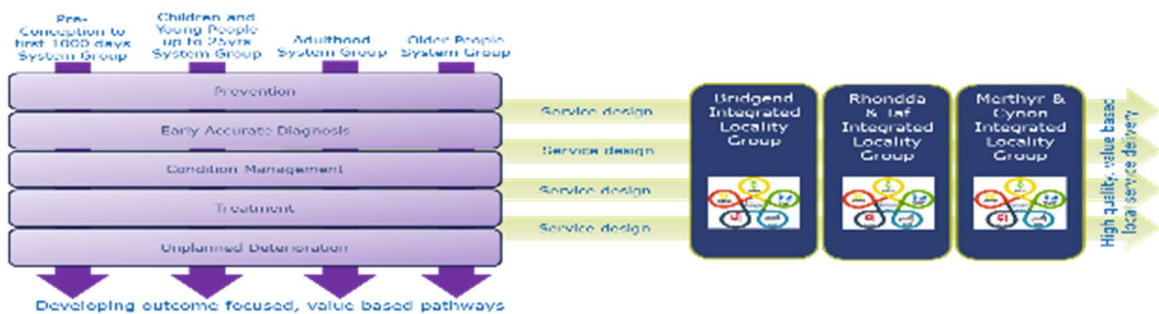 Pre-
Conception to
first 1000 days
System Group
Children and
Young People
up to 25yrs
System Group
Adulthood
System Group
Older People
System Group
Prevention
Early Accurate Diagnosis
Condition Management
Treatment
Unplanned Deterioration
Developing outcome focused, value based pathways
Service design
Service design
Service design
Service design
Bridgend
Integrated
Locality
Group
Rhondda
& Taf
Integrated
Locality
Group
Merthyr &
Cynon
Integrated
Locality
Group
High quality, value based
local service delivery